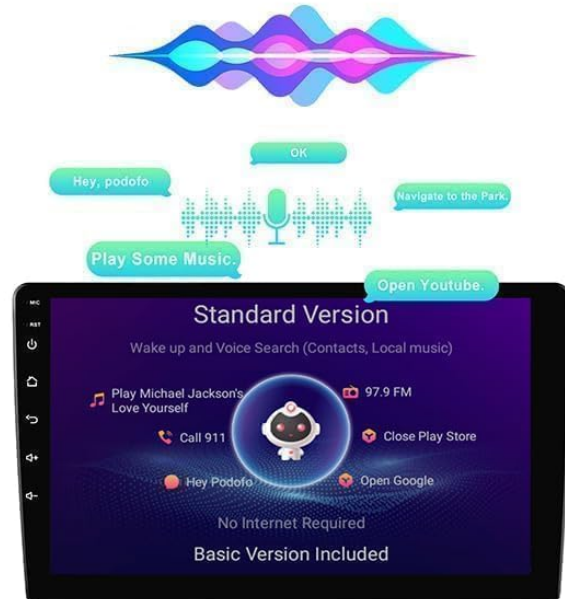 OK
Hey, podofo
Navigate to the Park.
Play Some Music.
Open Youtube.
MIC
RST
Standard Version
Wake up and Voice Search (Contacts, Local music)
Play Michael Jackson's
Love Yourself
97.9 FM
Call 911
Close Play Store
Hey Podofo
Open Google
No Internet Required
Basic Version Included